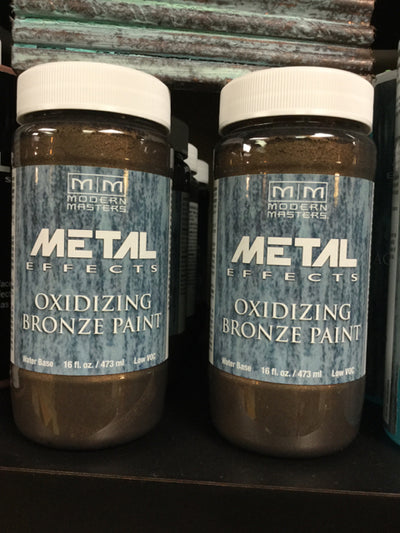 MM
MODERN
MASTERS
METAL
EFFECTS
OXIDIZING
BRONZE PAINT
Water Base 16 fl. oz. / 473 ml Low VOC
MM
MODERN
MASTERS
METAL
EFFECTS
OXIDIZING
BRONZE PAINT
Water Base 16 fl. oz. / 473 ml Low VOC